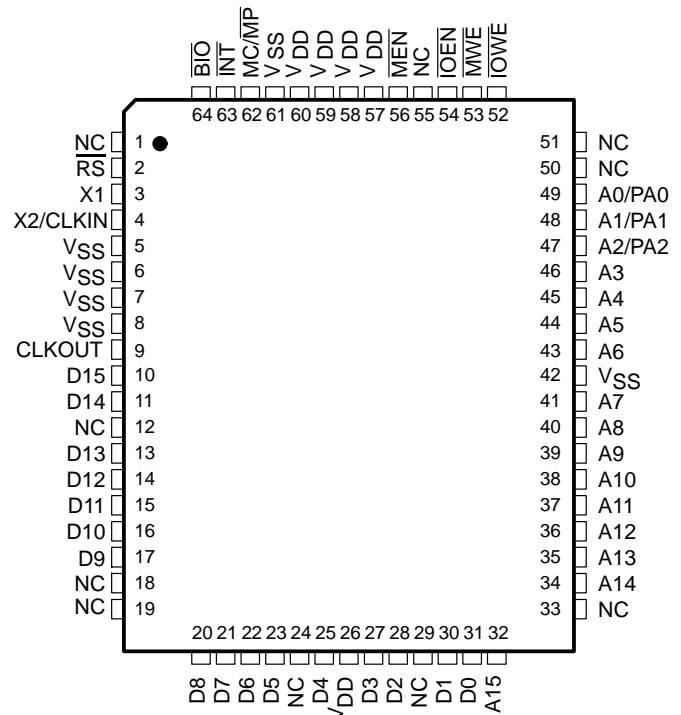 BIO INT MC/MP VSS VDD VDD VDD VDD MEN NC IOEN MWE IOWE
64 63 62 61 60 59 58 57 56 55 54 53 52
NC 1 51 NC
RS 2 50 NC
X1 3 49 A0/PA0
X2/CLKIN 4 48 A1/PA1
VSS 5 47 A2/PA2
VSS 6 46 A3
VSS 7 45 A4
VSS 8 44 A5
CLKOUT 9 43 A6
D15 10 42 VSS
D14 11 41 A7
NC 12 40 A8
D13 13 39 A9
D12 14 38 A10
D11 15 37 A11
D10 16 36 A12
D9 17 35 A13
NC 18 34 A14
NC 19 33 NC
20 21 22 23 24 25 26 27 28 29 30 31 32
D8 D7 D6 D5 NC D4 VDD D3 D2 NC D1 D0 A15